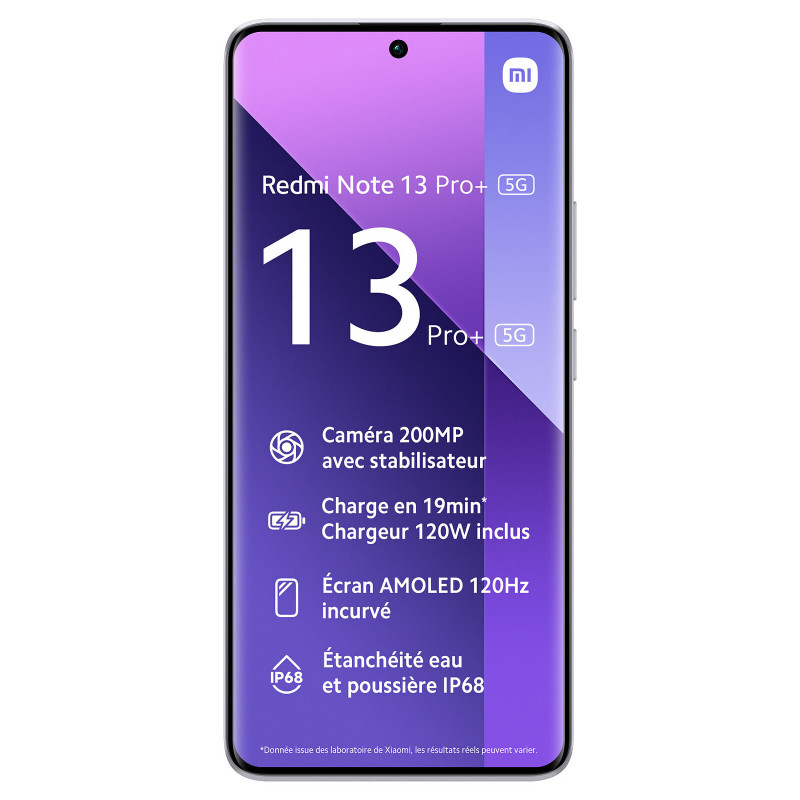 mi
Redmi Note 13 Pro+ 5G
13 Pro+ 5G
Caméra 200MP
avec stabilisateur
Charge en 19min*
Chargeur 120W inclus
Écran AMOLED 120Hz
incurvé
IP68
Étanchéité eau
et poussière IP68
*Donnée issue des laboratoire de Xiaomi, les résultats réels peuvent varier.